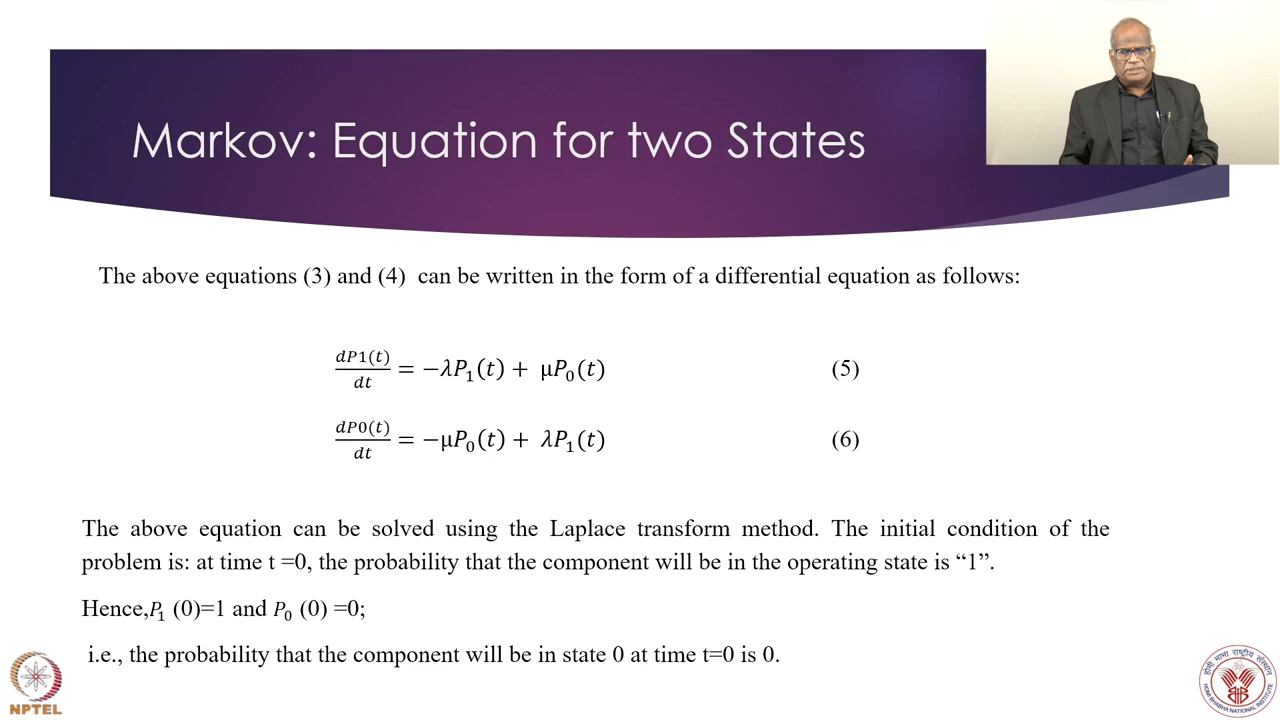 Markov: Equation for two States
The above equations (3) and (4) can be written in the form of a differential equation as follows:
dP1(t)/dt = −λP₁(t) + μP₀(t) (5)
dP0(t)/dt = −μP₀(t) + λP₁(t) (6)
The above equation can be solved using the Laplace transform method. The initial condition of the
problem is: at time t =0, the probability that the component will be in the operating state is “1”.
Hence,P₁ (0)=1 and P₀ (0) =0;
i.e., the probability that the component will be in state 0 at time t=0 is 0.
NPTEL
होमी भाभा राष्ट्रीय संस्थान
HOMI BHABHA NATIONAL INSTITUTE